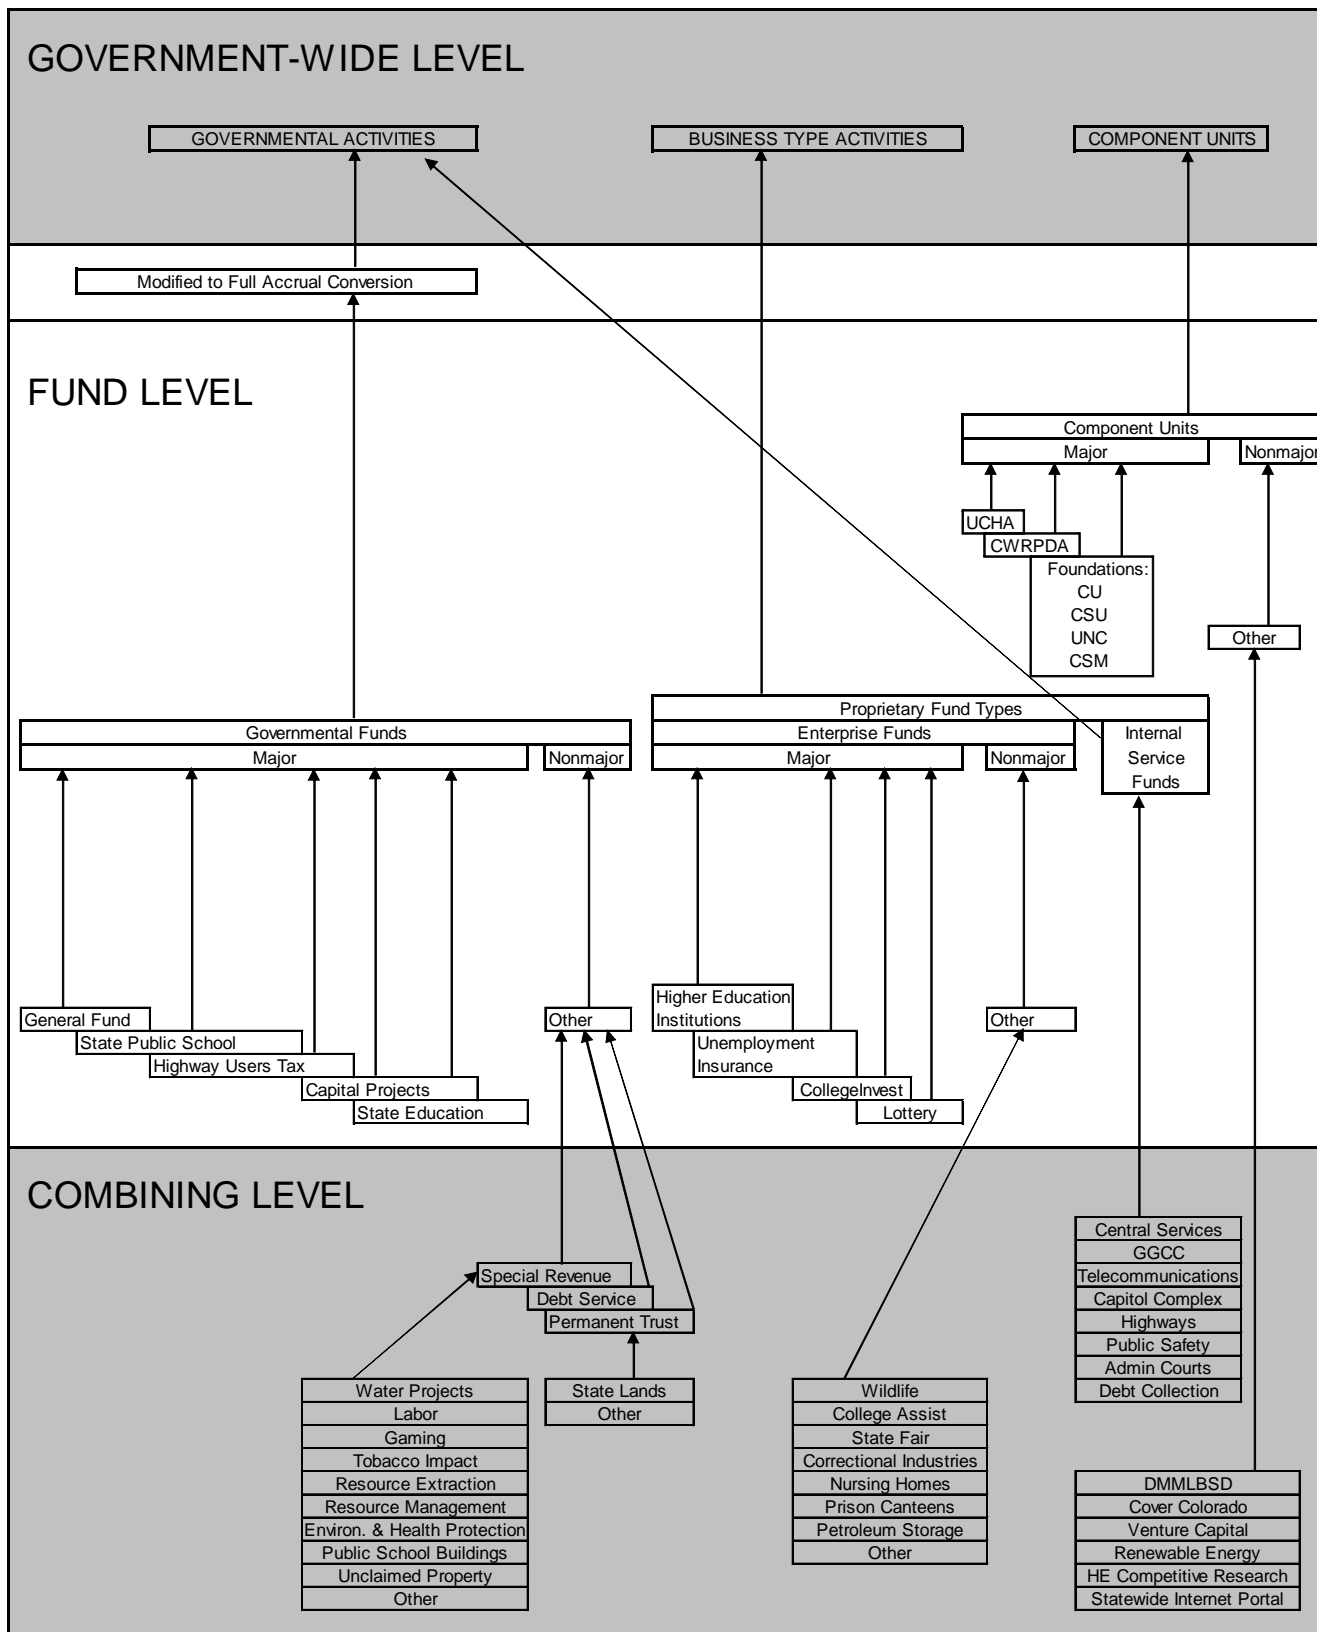 GOVERNMENT-WIDE LEVEL
GOVERNMENTAL ACTIVITIES
BUSINESS TYPE ACTIVITIES
COMPONENT UNITS
Modified to Full Accrual Conversion
FUND LEVEL
Component Units
Major
Nonmajor
UCHA
CWRPDA
Foundations:
CU
CSU
UNC
CSM
Other
Governmental Funds
Major
Nonmajor
Proprietary Fund Types
Enterprise Funds
Major
Nonmajor
Internal
Service
Funds
General Fund
State Public School
Highway Users Tax
Capital Projects
State Education
Other
Higher Education
Institutions
Unemployment
Insurance
CollegeInvest
Lottery
Other
COMBINING LEVEL
Special Revenue
Debt Service
Permanent Trust
Water Projects
Labor
Gaming
Tobacco Impact
Resource Extraction
Resource Management
Environ. & Health Protection
Public School Buildings
Unclaimed Property
Other
State Lands
Other
Wildlife
College Assist
State Fair
Correctional Industries
Nursing Homes
Prison Canteens
Petroleum Storage
Other
Central Services
GGCC
Telecommunications
Capitol Complex
Highways
Public Safety
Admin Courts
Debt Collection
DMMLBSD
Cover Colorado
Venture Capital
Renewable Energy
HE Competitive Research
Statewide Internet Portal